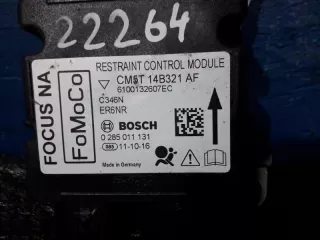 22264
RESTRAINT CONTROL MODULE
CM5T 14B321 AF
6100132607EC
C346N
ER6NR
BOSCH
0 285 011 131
585 11-10-16
Made in Germany
FOCUS NA
FoMoCo